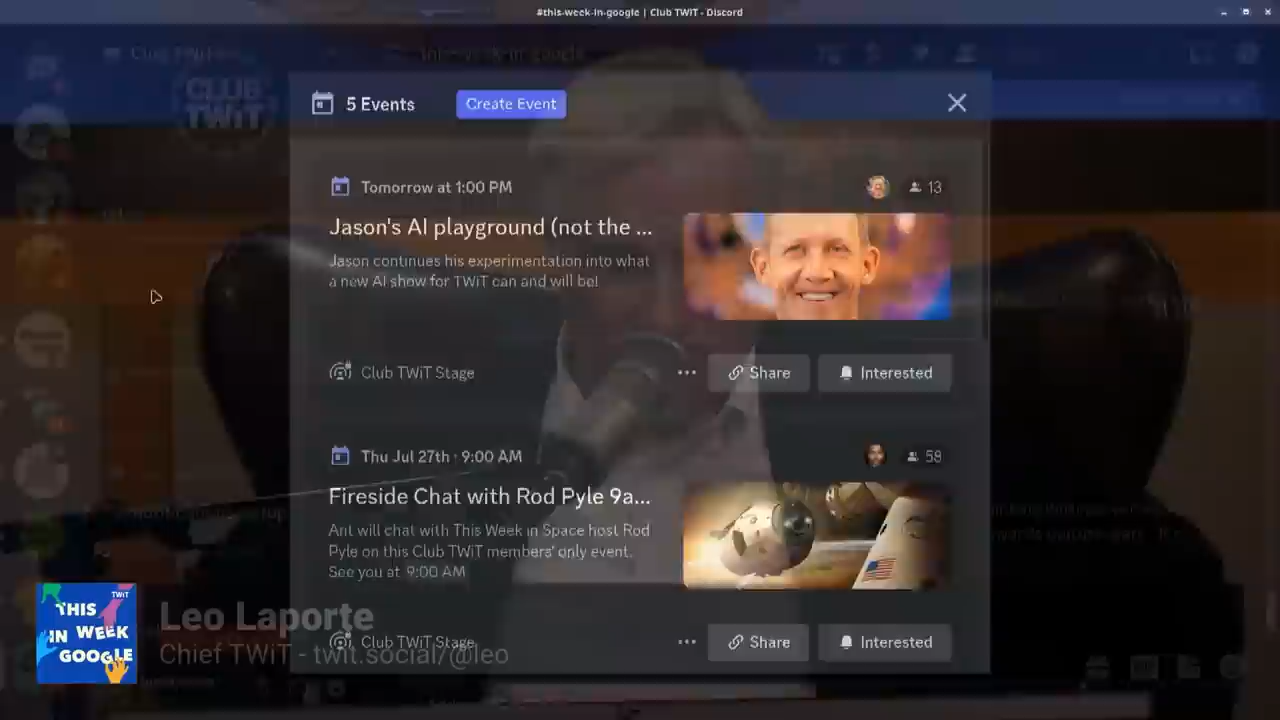 #this-week-in-google | Club TWiT - Discord
CLUB
TWiT
5 Events
Create Event
Tomorrow at 1:00 PM
13
Jason's AI playground (not the ...
Jason continues his experimentation into what
a new AI show for TWiT can and will be!
Club TWiT Stage
Share
Interested
Thu Jul 27th · 9:00 AM
58
Fireside Chat with Rod Pyle 9a...
Ant will chat with This Week in Space host Rod
Pyle on this Club TWiT members' only event.
See you at 9:00 AM
Club TWiT Stage
Share
Interested
TWiT
THIS
IN WEEK
GOOGLE
Leo Laporte
Chief TWiT - twit.social/@leo